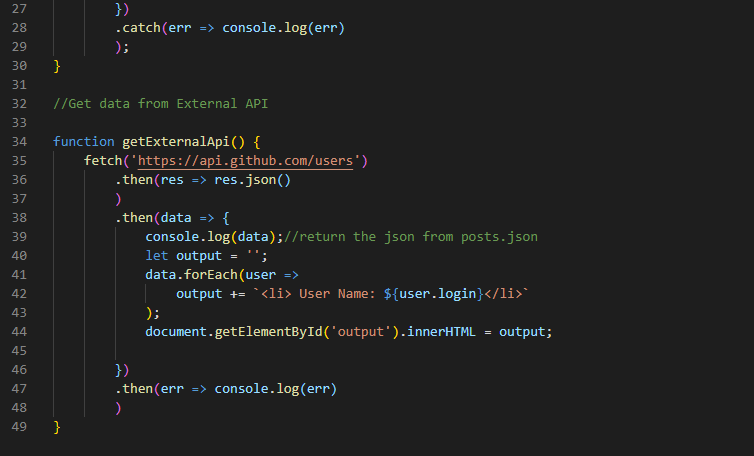 27         })
28         .catch(err => console.log(err)
29         );
30 }
31
32 //Get data from External API
33
34 function getExternalApi() {
35     fetch('https://api.github.com/users')
36         .then(res => res.json()
37         )
38         .then(data => {
39             console.log(data);//return the json from posts.json
40             let output = '';
41             data.forEach(user =>
42                 output += `<li> User Name: ${user.login}</li>`
43             );
44             document.getElementById('output').innerHTML = output;
45
46         })
47         .then(err => console.log(err)
48         )
49 }